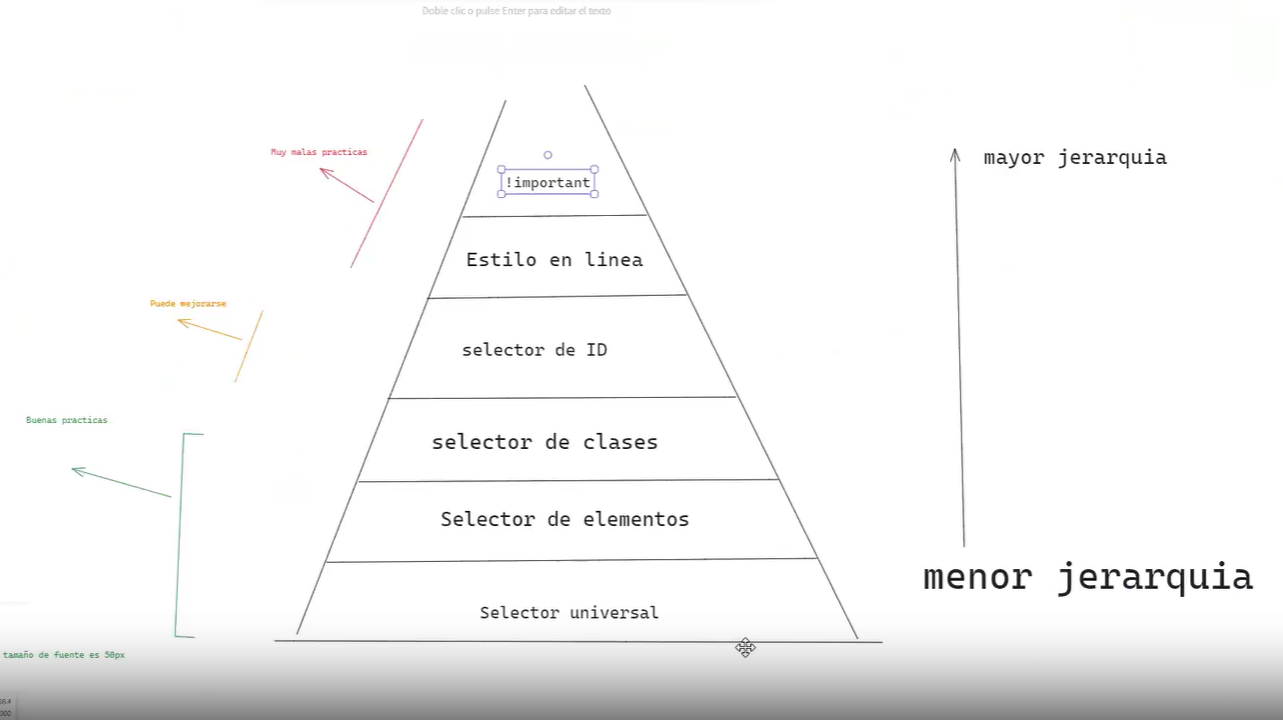 Doble clic o pulse Enter para editar el texto
Muy malas practicas
mayor jerarquia
!important
Estilo en linea
Puede mejorarse
selector de ID
Buenas practicas
selector de clases
Selector de elementos
menor jerarquia
Selector universal
tamaño de fuente es 50px